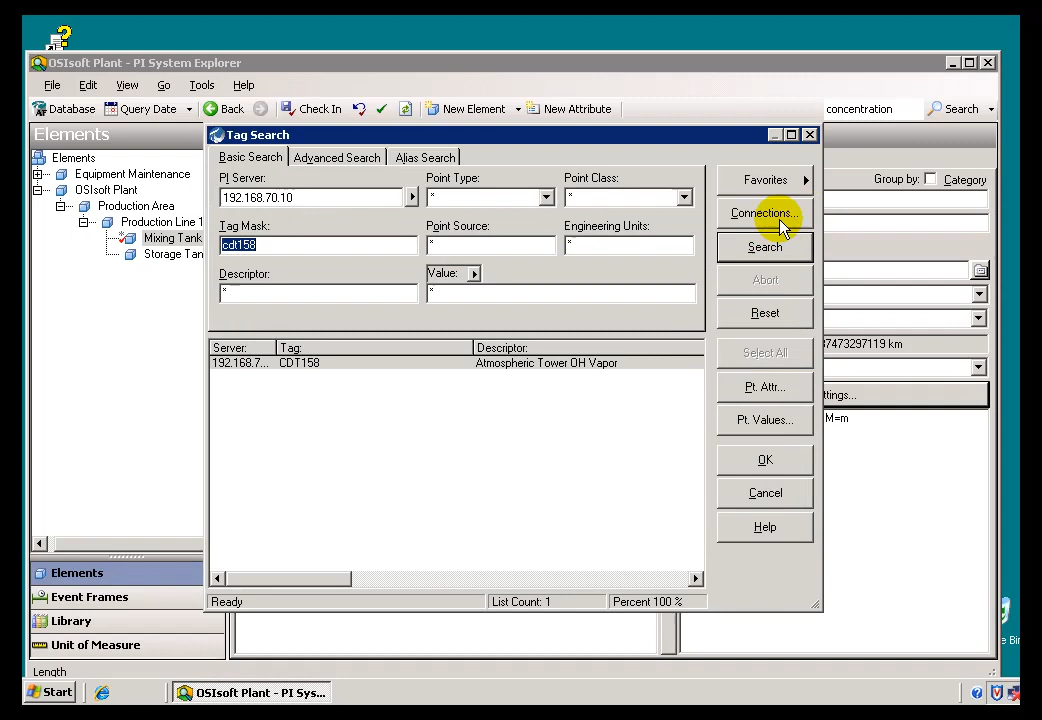 OSIsoft Plant - PI System Explorer
File Edit View Go Tools Help
Database Query Date Back Check In New Element New Attribute concentration Search
Elements
Elements
Equipment Maintenance
OSIsoft Plant
Production Area
Production Line 1
Mixing Tank
Storage Tan
Tag Search
Basic Search Advanced Search Alias Search
PI Server: Point Type: Point Class:
192.168.70.10 * *
Tag Mask: Point Source: Engineering Units:
cdt158 * *
Descriptor: Value:
* *
Server: Tag: Descriptor:
192.168.7... CDT158 Atmospheric Tower OH Vapor
Ready List Count: 1 Percent 100 %
Favorites
Connections...
Search
Abort
Reset
Select All
Pt. Attr...
Pt. Values...
OK
Cancel
Help
Group by: Category
37473297119 km
ttings...
M=m
Elements
Event Frames
Library
Unit of Measure
Length
e Bin
Start OSIsoft Plant - PI Sys...